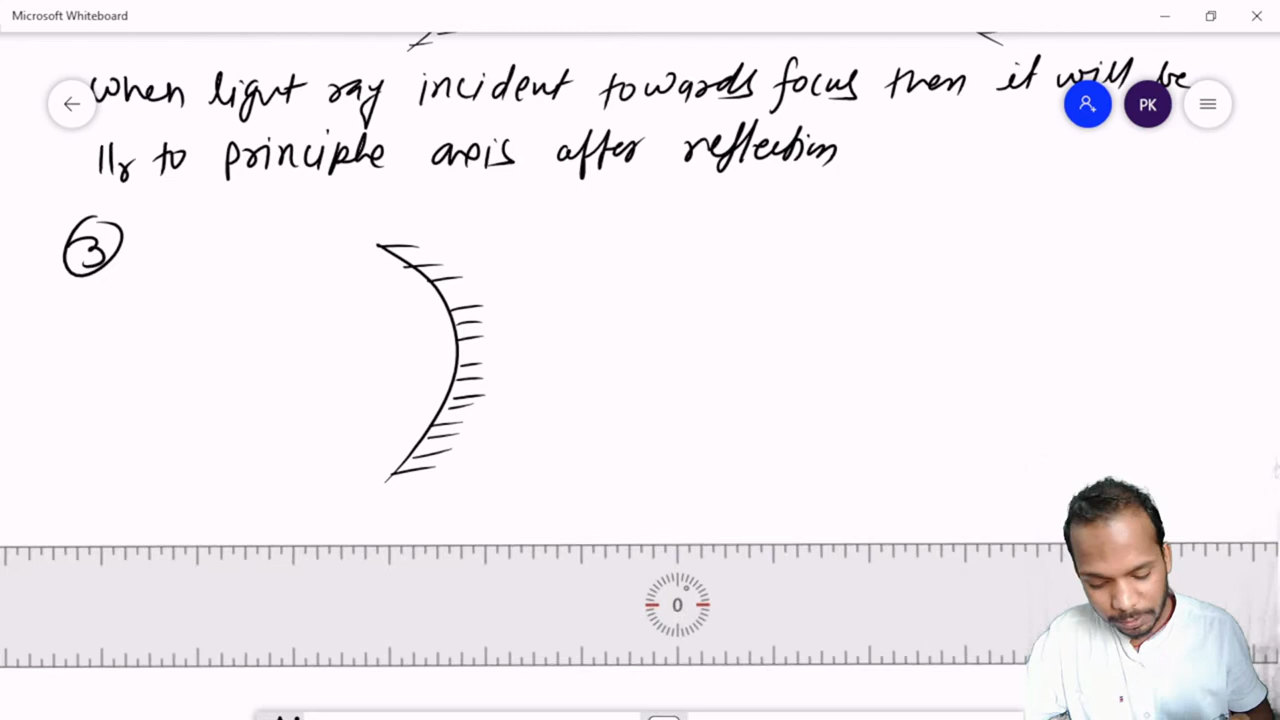 Microsoft Whiteboard
when light ray incident towards focus then it will be
PK
llr to principle axis after reflection
3
0